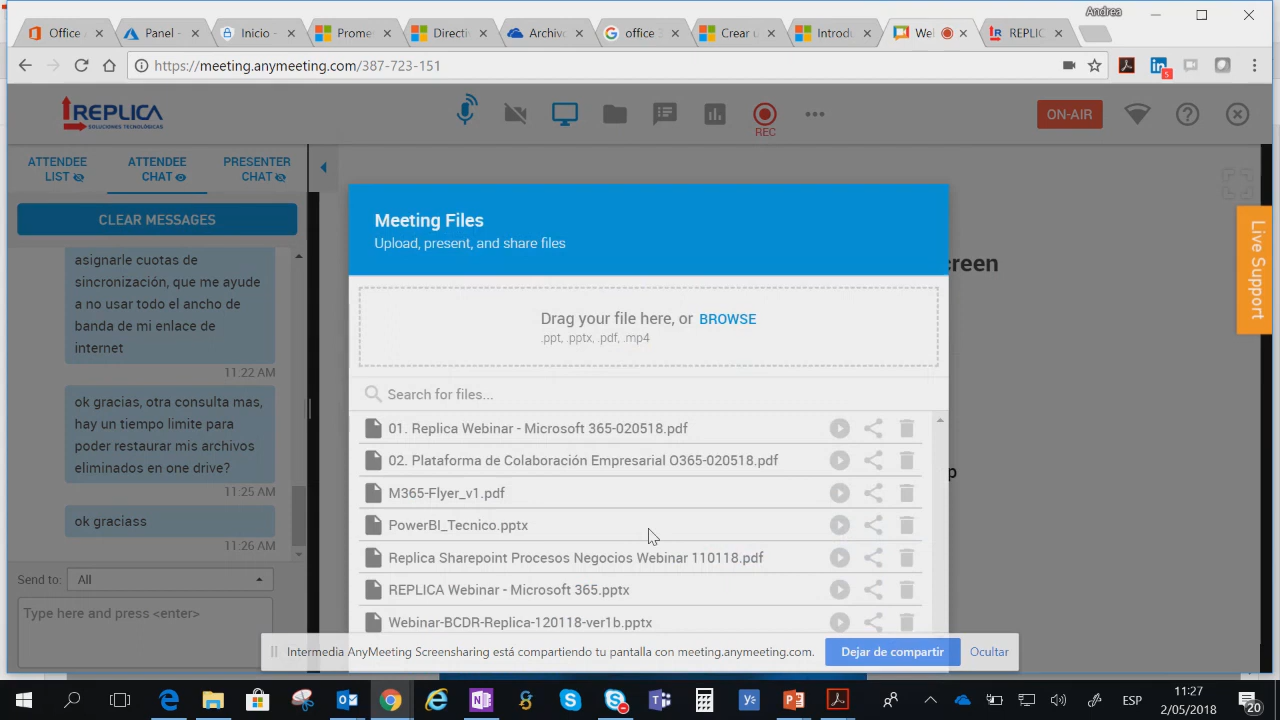 Andrea
Office
Panel -
Inicio -
Prome
Directi
Archivo
office
Crear u
Introdu
Wel
REPLIC
https://meeting.anymeeting.com/387-723-151
5
REPLICA
SOLUCIONES TECNOLÓGICAS
REC
ON-AIR
ATTENDEE LIST
ATTENDEE CHAT
PRESENTER CHAT
CLEAR MESSAGES
asignarle cuotas de
sincronización, que me ayude
a no usar todo el ancho de
banda de mi enlace de
internet
11:22 AM
ok gracias, otra consulta mas,
hay un tiempo limite para
poder restaurar mis archivos
eliminados en one drive?
11:25 AM
ok graciass
11:26 AM
Send to:
All
Type here and press <enter>
Meeting Files
Upload, present, and share files
Drag your file here, or BROWSE
.ppt, .pptx, .pdf, .mp4
Search for files...
01. Replica Webinar - Microsoft 365-020518.pdf
02. Plataforma de Colaboración Empresarial O365-020518.pdf
M365-Flyer_v1.pdf
PowerBI_Tecnico.pptx
Replica Sharepoint Procesos Negocios Webinar 110118.pdf
REPLICA Webinar - Microsoft 365.pptx
Webinar-BCDR-Replica-120118-ver1b.pptx
creen
p
Live Support
Intermedia AnyMeeting Screensharing está compartiendo tu pantalla con meeting.anymeeting.com.
Dejar de compartir
Ocultar
ESP
11:27
2/05/2018
20